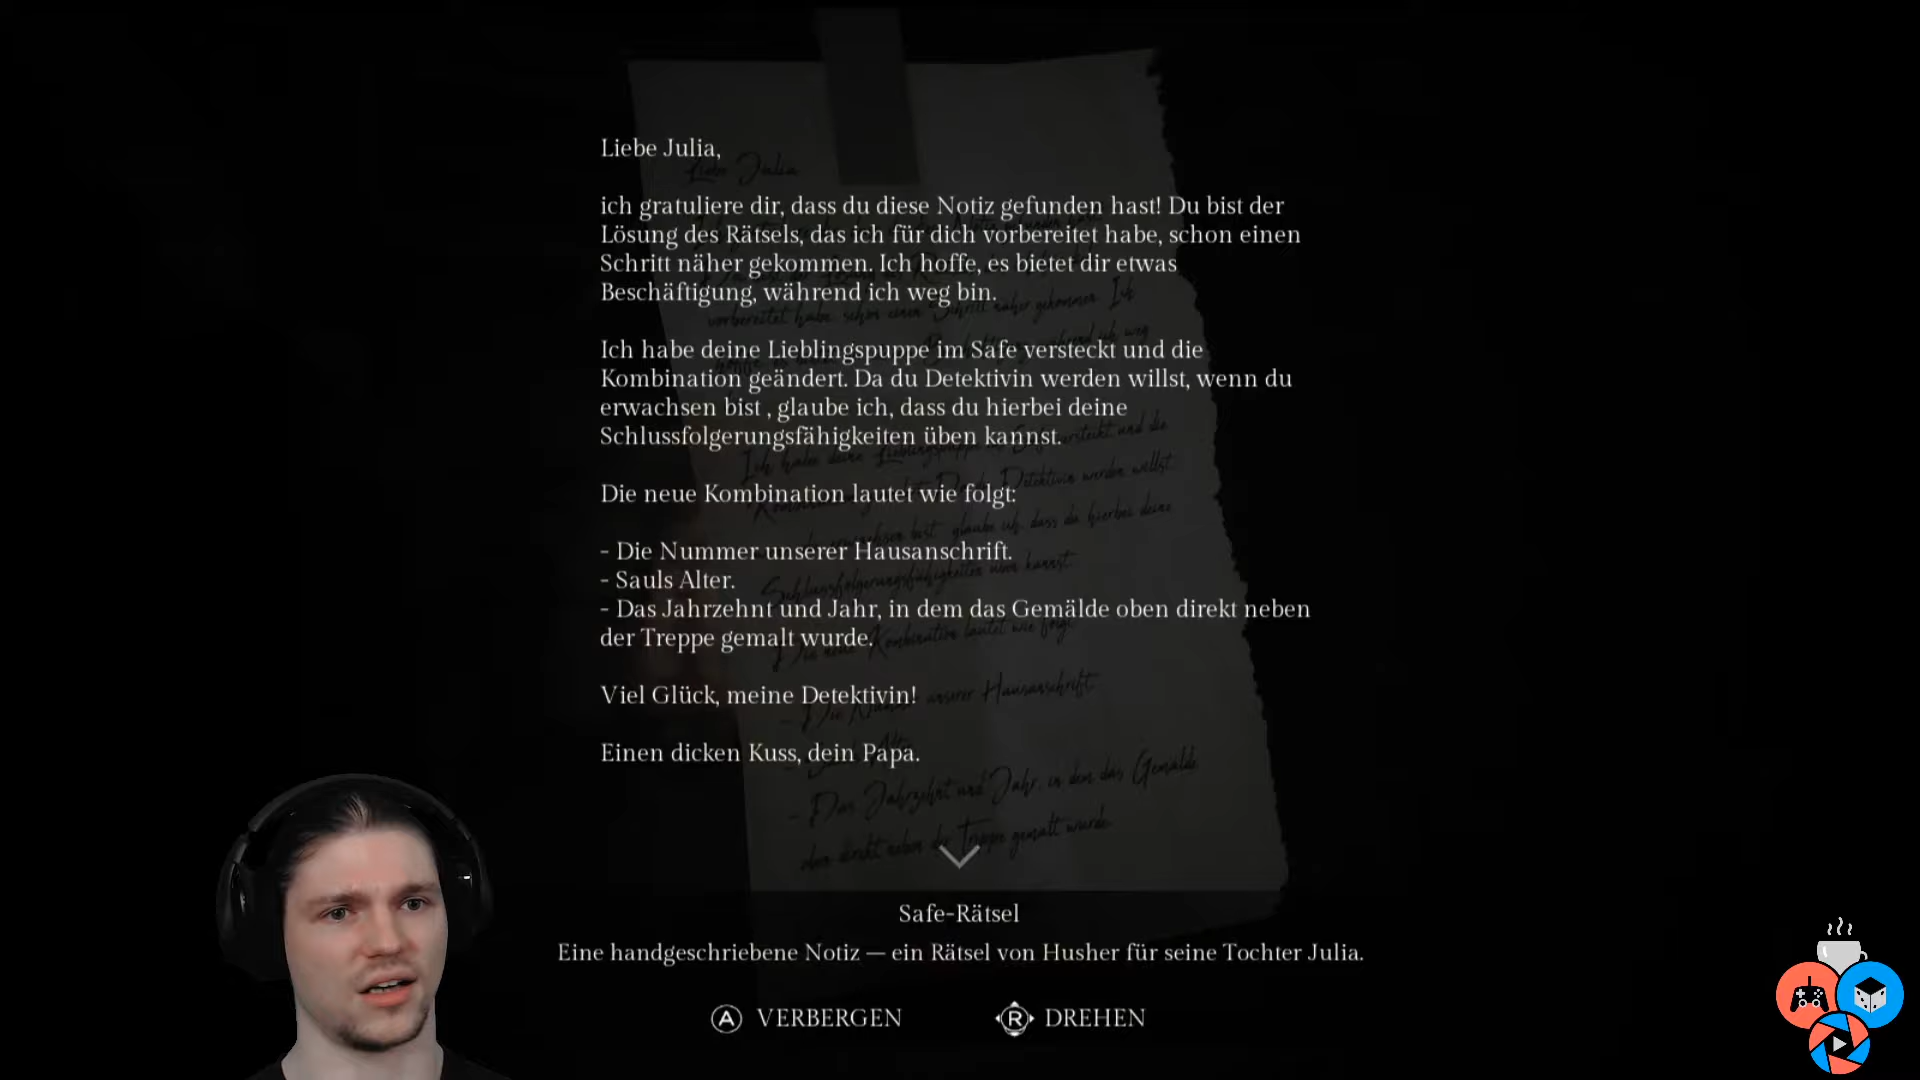 Liebe Julia,
ich gratuliere dir, dass du diese Notiz gefunden hast! Du bist der
Lösung des Rätsels, das ich für dich vorbereitet habe, schon einen
Schritt näher gekommen. Ich hoffe, es bietet dir etwas
Beschäftigung, während ich weg bin.
Ich habe deine Lieblingspuppe im Safe versteckt und die
Kombination geändert. Da du Detektivin werden willst, wenn du
erwachsen bist , glaube ich, dass du hierbei deine
Schlussfolgerungsfähigkeiten üben kannst.
Die neue Kombination lautet wie folgt:
- Die Nummer unserer Hausanschrift.
- Sauls Alter.
- Das Jahrzehnt und Jahr, in dem das Gemälde oben direkt neben
der Treppe gemalt wurde.
Viel Glück, meine Detektivin!
Einen dicken Kuss, dein Papa.
Safe-Rätsel
Eine handgeschriebene Notiz — ein Rätsel von Husher für seine Tochter Julia.
A VERBERGEN
R DREHEN